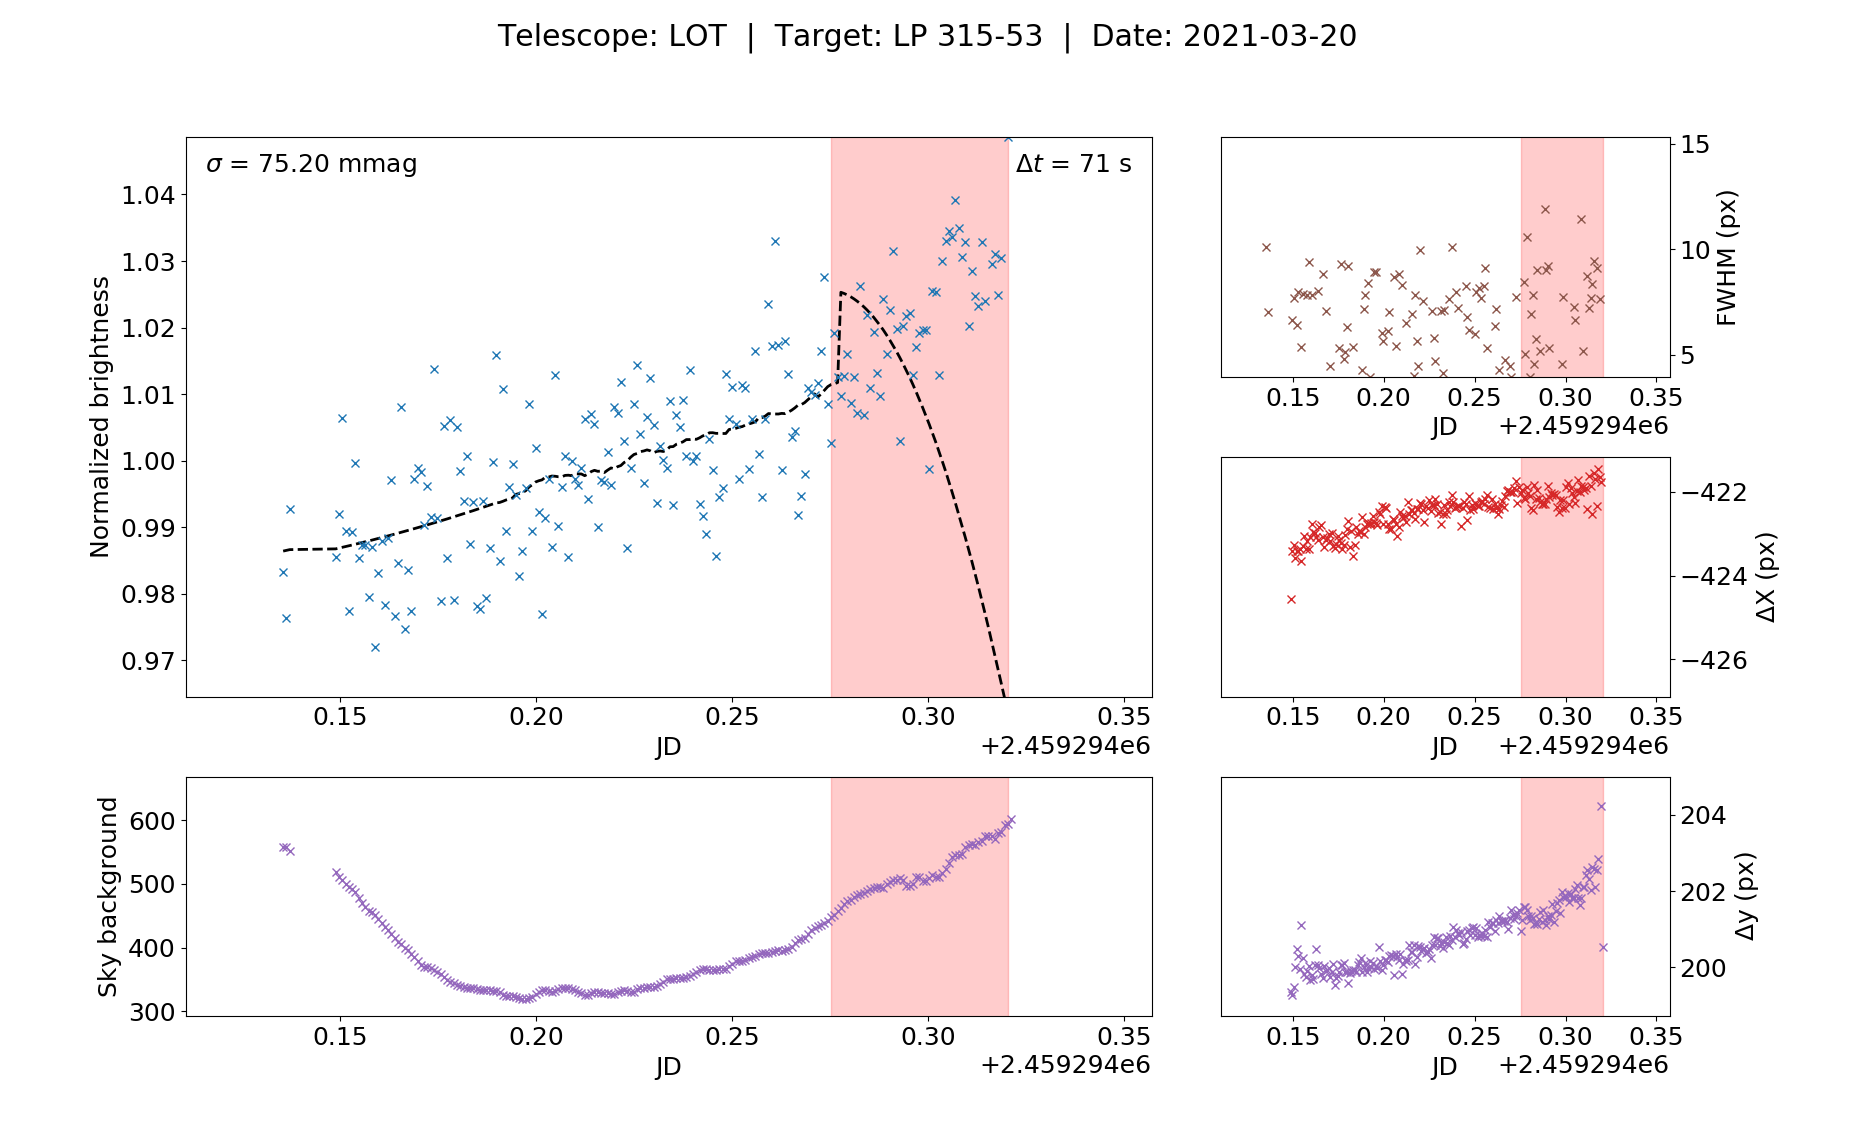 Telescope: LOT | Target: LP 315-53 | Date: 2021-03-20
σ = 75.20 mmag
Δt = 71 s
Normalized brightness
1.04
1.03
1.02
1.01
1.00
0.99
0.98
0.97
0.15 0.20 0.25 0.30 0.35
JD
+2.459294e6
Sky background
600
500
400
300
0.15 0.20 0.25 0.30 0.35
JD
+2.459294e6
15
10
5
FWHM (px)
0.15 0.20 0.25 0.30 0.35
JD
+2.459294e6
−422
−424
−426
ΔX (px)
0.15 0.20 0.25 0.30 0.35
JD
+2.459294e6
204
202
200
Δy (px)
0.15 0.20 0.25 0.30 0.35
JD
+2.459294e6